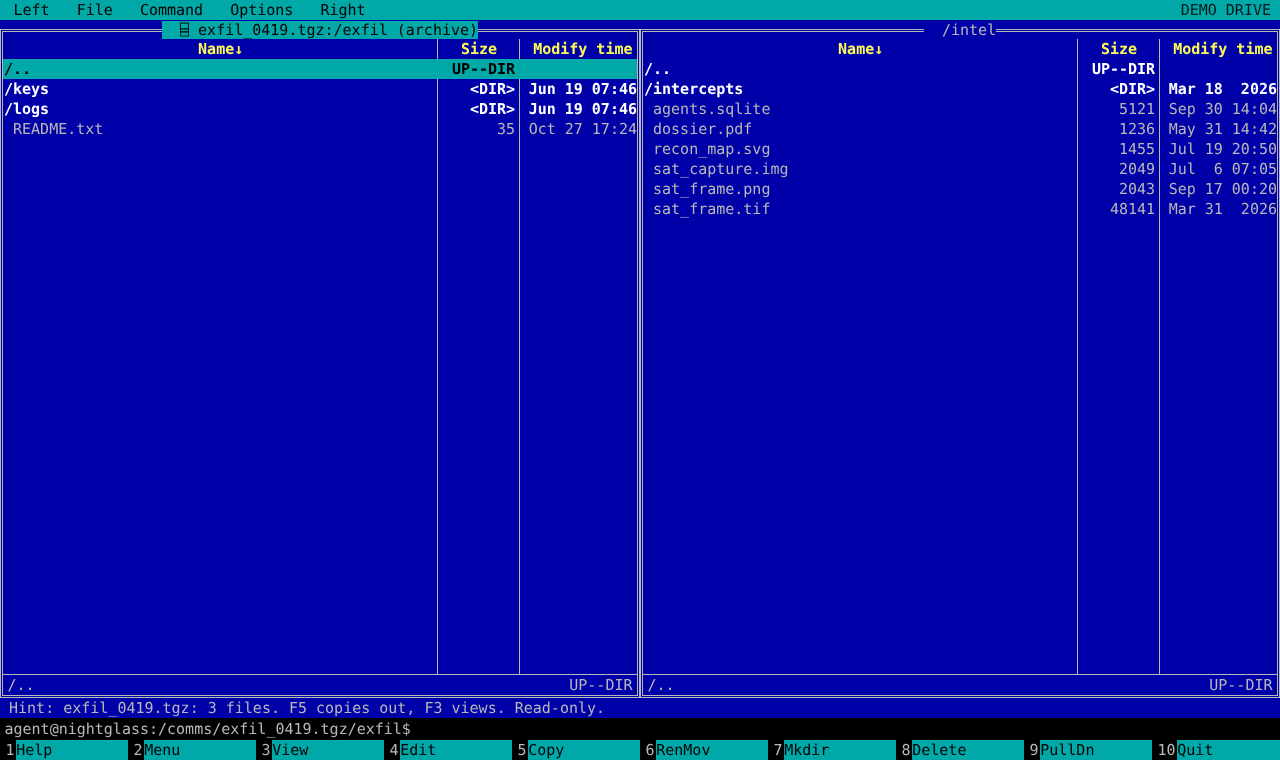 Left File Command Options Right DEMO DRIVE
exfil_0419.tgz:/exfil (archive) /intel
Name↓ Size Modify time Name↓ Size Modify time
/.. UP--DIR /.. UP--DIR
/keys <DIR> Jun 19 07:46 /intercepts <DIR> Mar 18 2026
/logs <DIR> Jun 19 07:46 agents.sqlite 5121 Sep 30 14:04
README.txt 35 Oct 27 17:24 dossier.pdf 1236 May 31 14:42
recon_map.svg 1455 Jul 19 20:50
sat_capture.img 2049 Jul 6 07:05
sat_frame.png 2043 Sep 17 00:20
sat_frame.tif 48141 Mar 31 2026
/.. UP--DIR /.. UP--DIR
Hint: exfil_0419.tgz: 3 files. F5 copies out, F3 views. Read-only.
agent@nightglass:/comms/exfil_0419.tgz/exfil$
1Help 2Menu 3View 4Edit 5Copy 6RenMov 7Mkdir 8Delete 9PullDn 10Quit